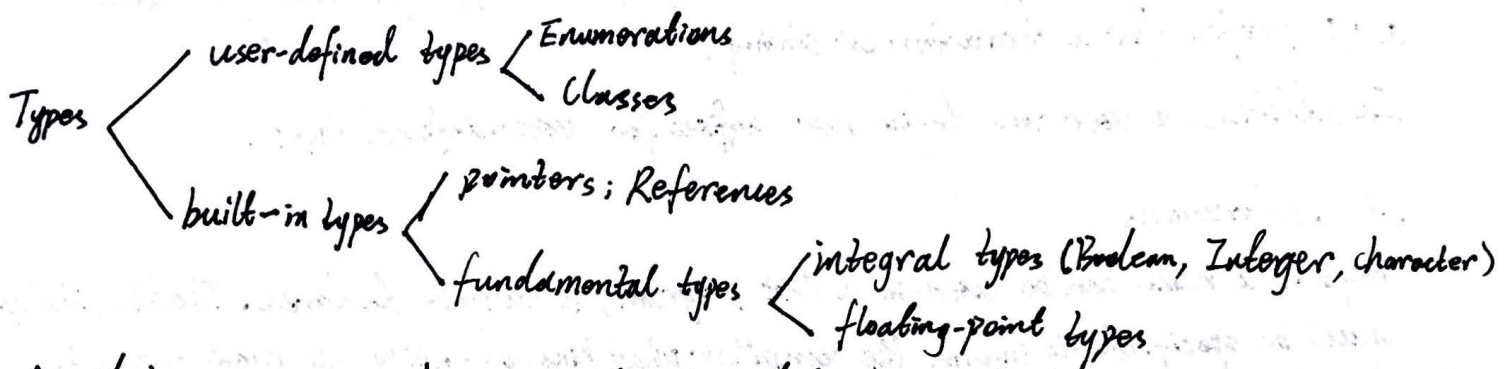 user-defined types
Enumerations
Classes
Types
built-in types
pointers; References
fundamental types
integral types (Boolean, Integer, character)
floating-point types